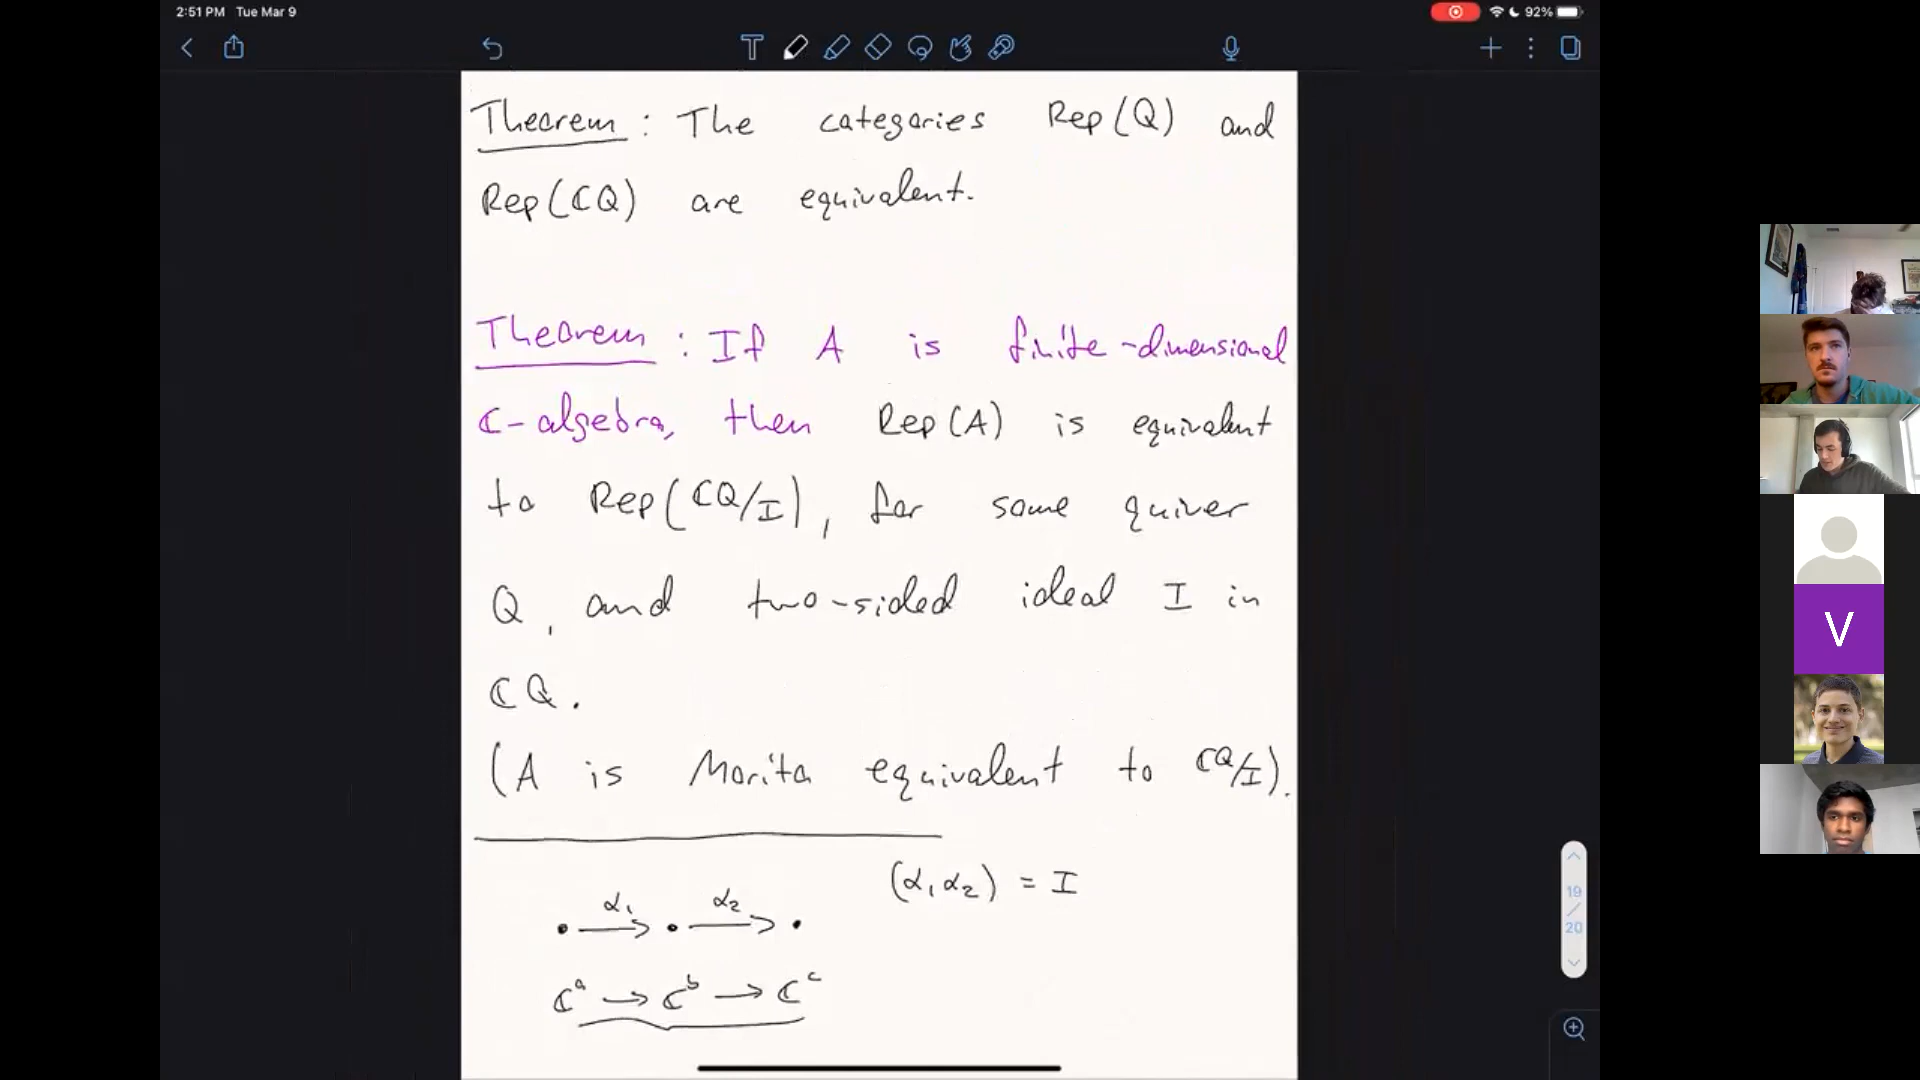 2:51 PM Tue Mar 9
92%
T
Theorem : The categories Rep(Q) and
Rep(ℂQ) are equivalent.
Theorem : If A is finite-dimensional
ℂ-algebra, then Rep(A) is equivalent
to Rep(ℂQ/I), for some quiver
Q, and two-sided ideal I in
ℂQ.
(A is Morita equivalent to ℂQ/I).
(α₁α₂) = I
α₁ α₂
• → • → •
ℂᵃ → ℂᵇ → ℂᶜ
19
/
20
V